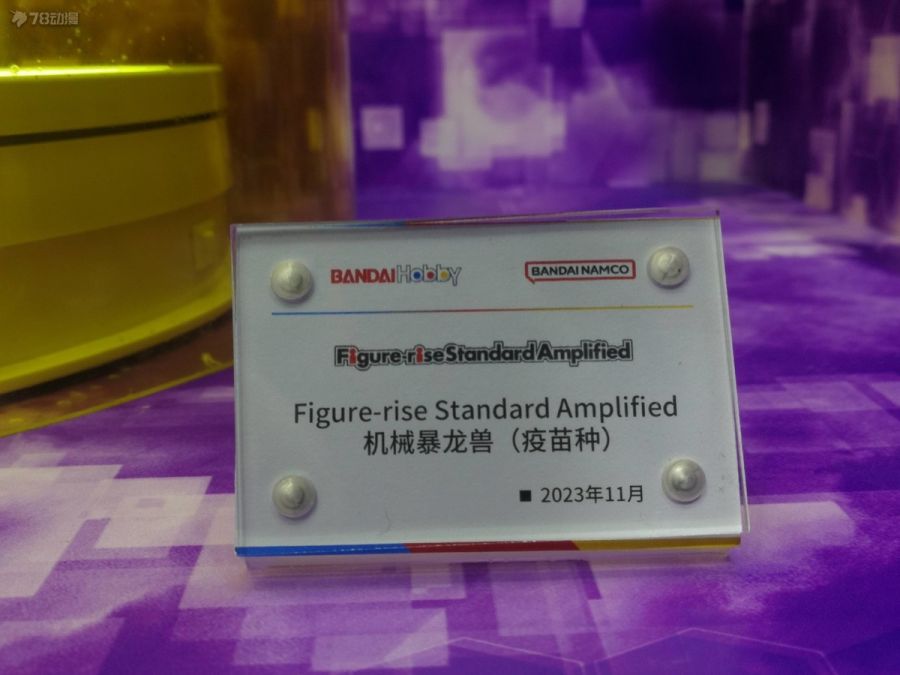 78动漫
BANDAI Hobby
BANDAI NAMCO
Figure-rise Standard Amplified
Figure-rise Standard Amplified
机械暴龙兽（疫苗种）
■ 2023年11月